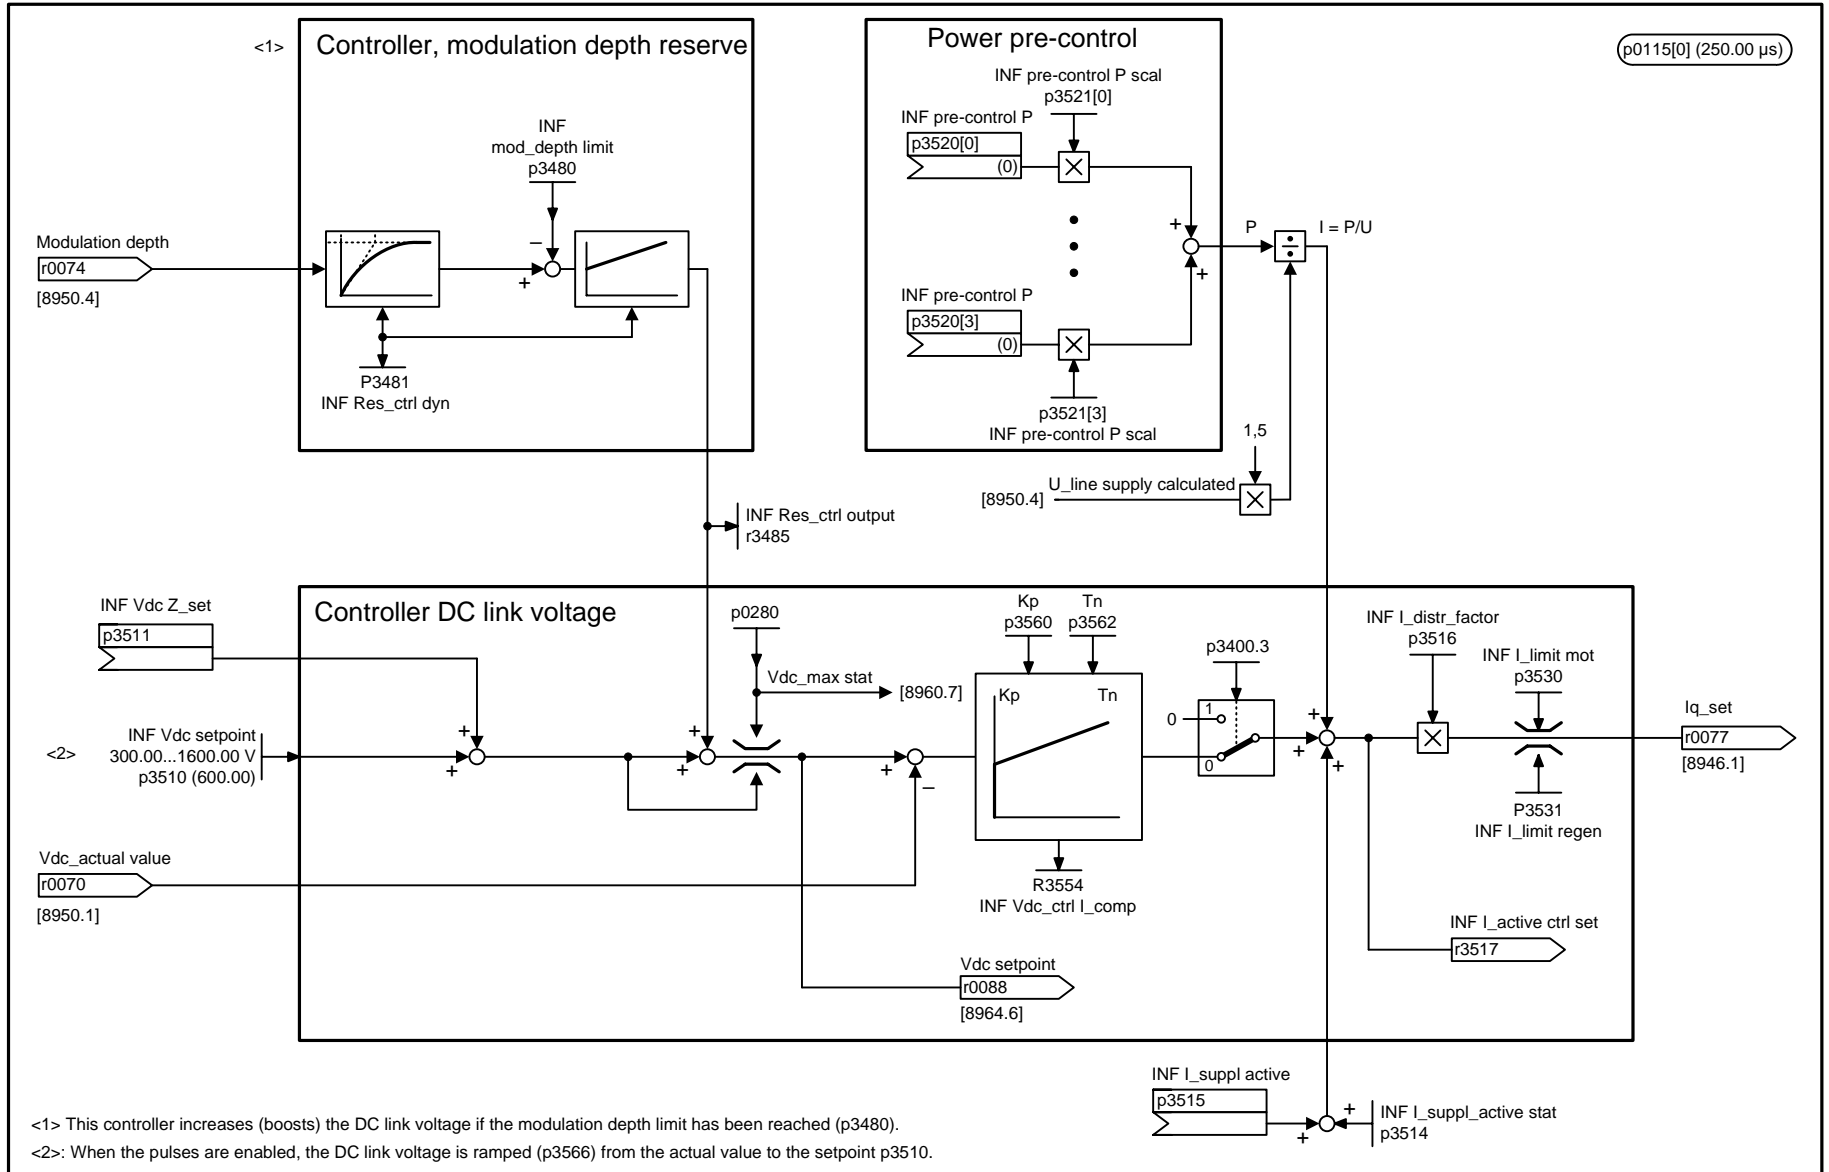 <1>
Controller, modulation depth reserve
Power pre-control
p0115[0] (250.00 µs)
INF
mod_depth limit
p3480
–
+
Modulation depth
r0074
[8950.4]
P3481
INF Res_ctrl dyn
INF pre-control P scal
p3521[0]
INF pre-control P
p3520[0]
(0)
INF pre-control P
p3520[3]
(0)
p3521[3]
INF pre-control P scal
+
+
P
I = P/U
1,5
[8950.4]
U_line supply calculated
INF Res_ctrl output
r3485
Controller DC link voltage
INF Vdc Z_set
p3511
<2>
INF Vdc setpoint
300.00...1600.00 V
p3510 (600.00)
+
+
+
+
p0280
Vdc_max stat
[8960.7]
+
–
Kp
p3560
Tn
p3562
Kp
Tn
R3554
INF Vdc_ctrl I_comp
p3400.3
0
1
0
+
+
+
INF I_distr_factor
p3516
INF I_limit mot
p3530
P3531
INF I_limit regen
Iq_set
r0077
[8946.1]
Vdc_actual value
r0070
[8950.1]
INF I_active ctrl set
r3517
Vdc setpoint
r0088
[8964.6]
INF I_suppl active
p3515
+
+
INF I_suppl_active stat
p3514
<1> This controller increases (boosts) the DC link voltage if the modulation depth limit has been reached (p3480).
<2>: When the pulses are enabled, the DC link voltage is ramped (p3566) from the actual value to the setpoint p3510.